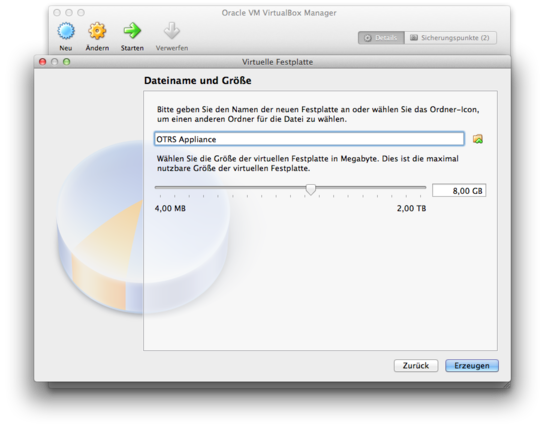 Oracle VM VirtualBox Manager
Neu
Ändern
Starten
Verwerfen
Details
Sicherungspunkte (2)
Virtuelle Festplatte
Dateiname und Größe
Bitte geben Sie den Namen der neuen Festplatte an oder wählen Sie das Ordner-Icon,
um einen anderen Ordner für die Datei zu wählen.
OTRS Appliance
Wählen Sie die Größe der virtuellen Festplatte in Megabyte. Dies ist die maximal
nutzbare Größe der virtuellen Festplatte.
8,00 GB
4,00 MB
2,00 TB
Zurück
Erzeugen